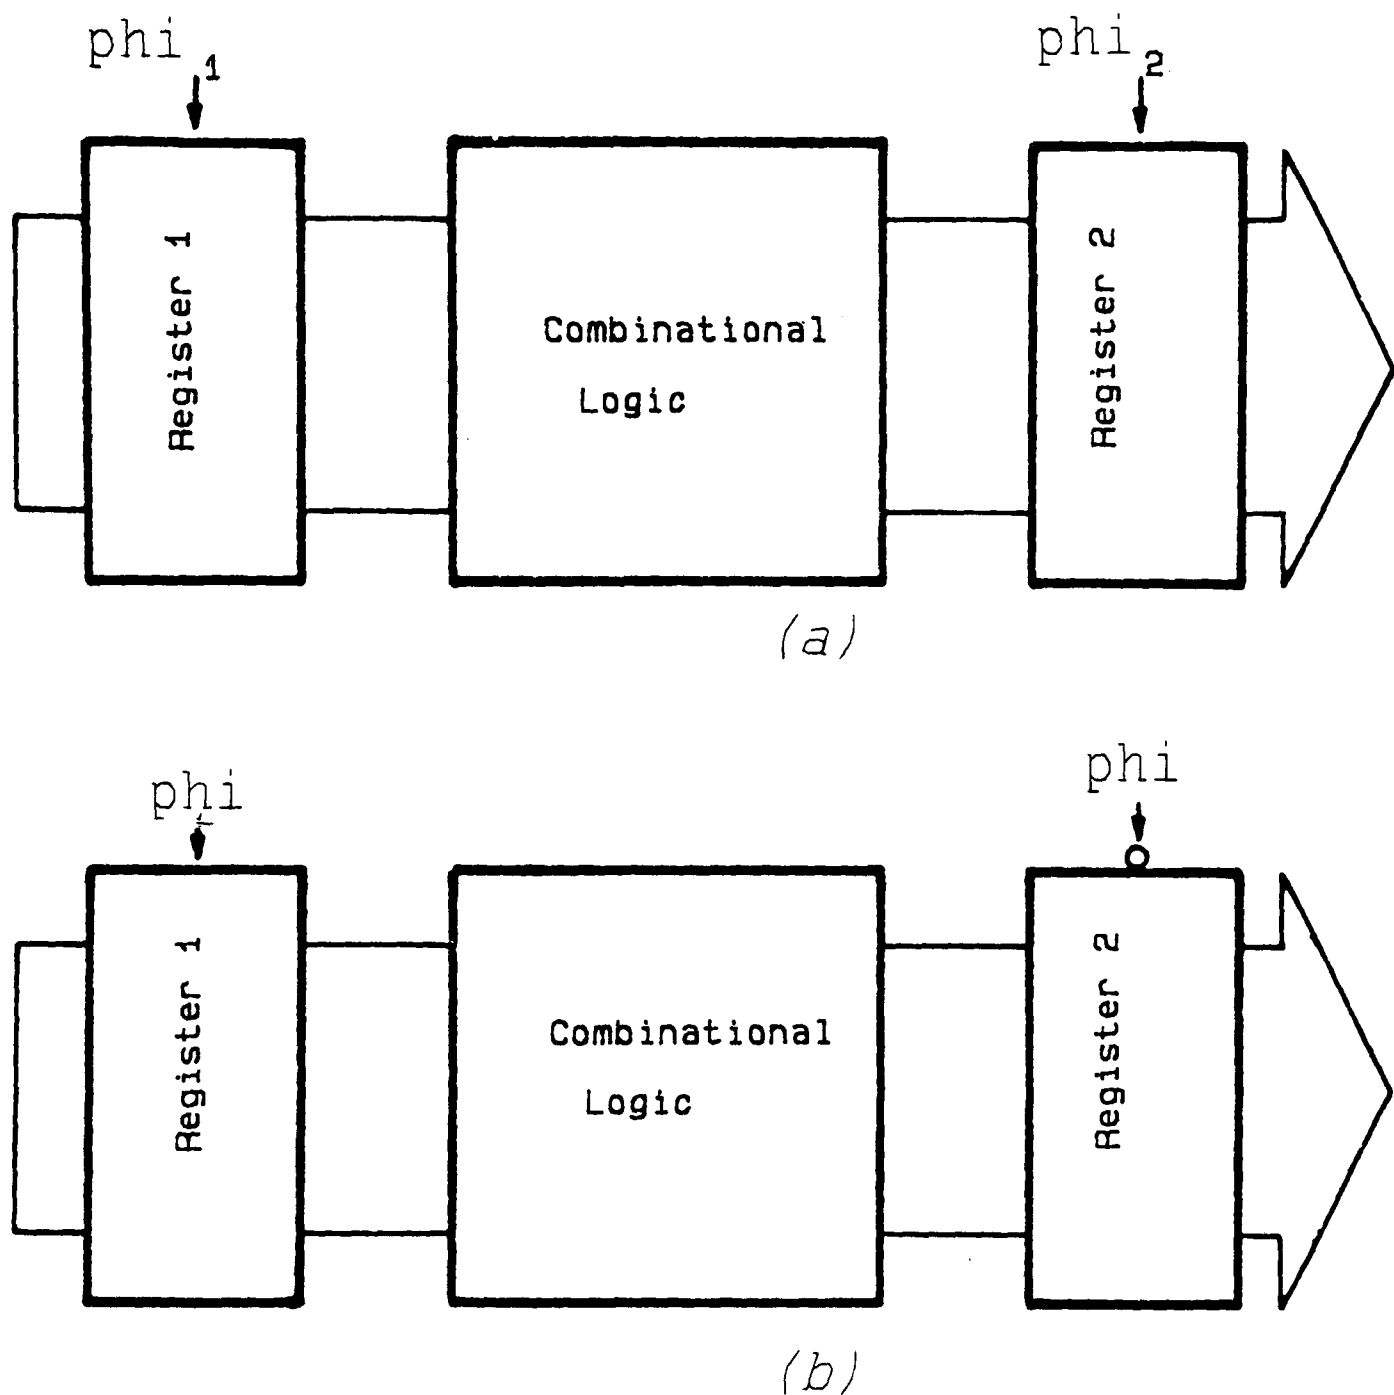 phi 1
phi 2
Register 1
Combinational
Logic
Register 2
(a)
phi
phi
Register 1
Combinational
Logic
Register 2
(b)